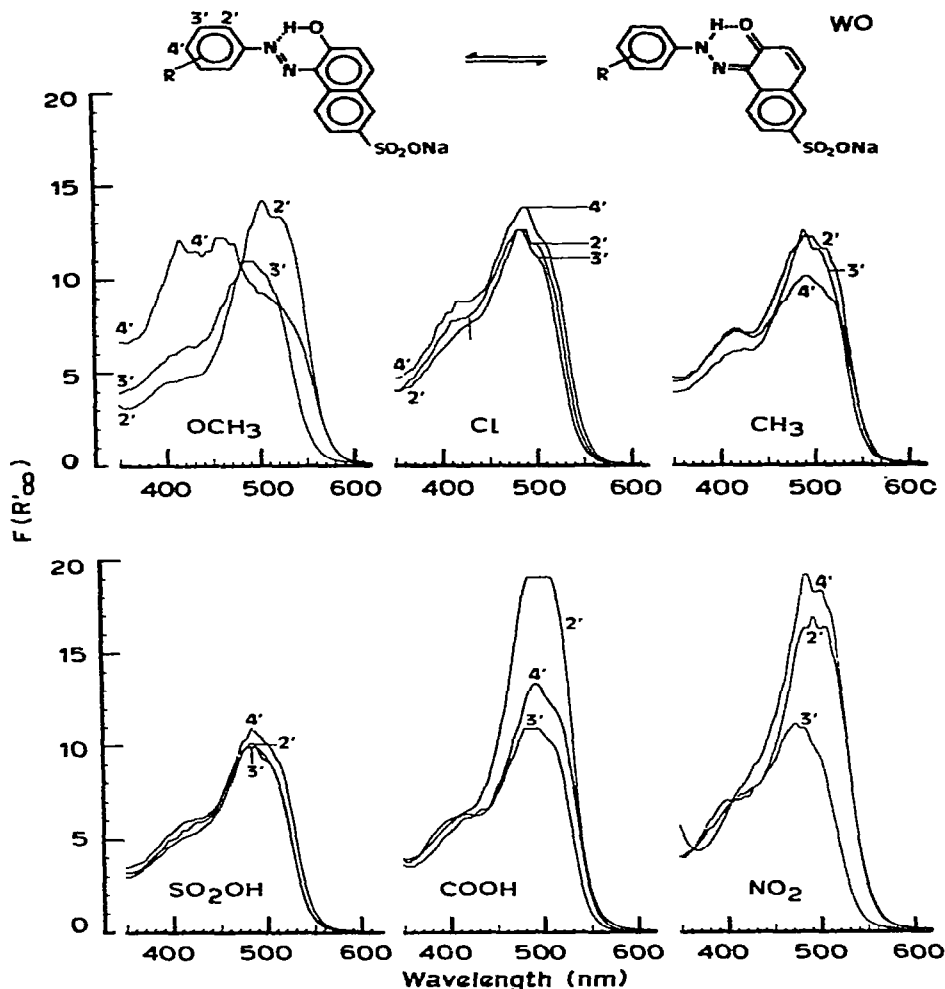 3' 2' H O WO
4' N
R N
SO2ONa
H O
N
R N
SO2ONa
20
15
10
5
0
4' 2' 3'
4' 3' 2'
OCH3
400 500 600
4' 2' 3'
4' 2'
Cl
400 500 600
2' 3' 4'
CH3
400 500 60C
F(R'∞)
20
15
10
5
0
4' 2' 3'
SO2OH
400 500 600
2' 4' 3'
COOH
400 500 600
4' 2' 3'
NO2
400 500 600
Wavelength (nm)